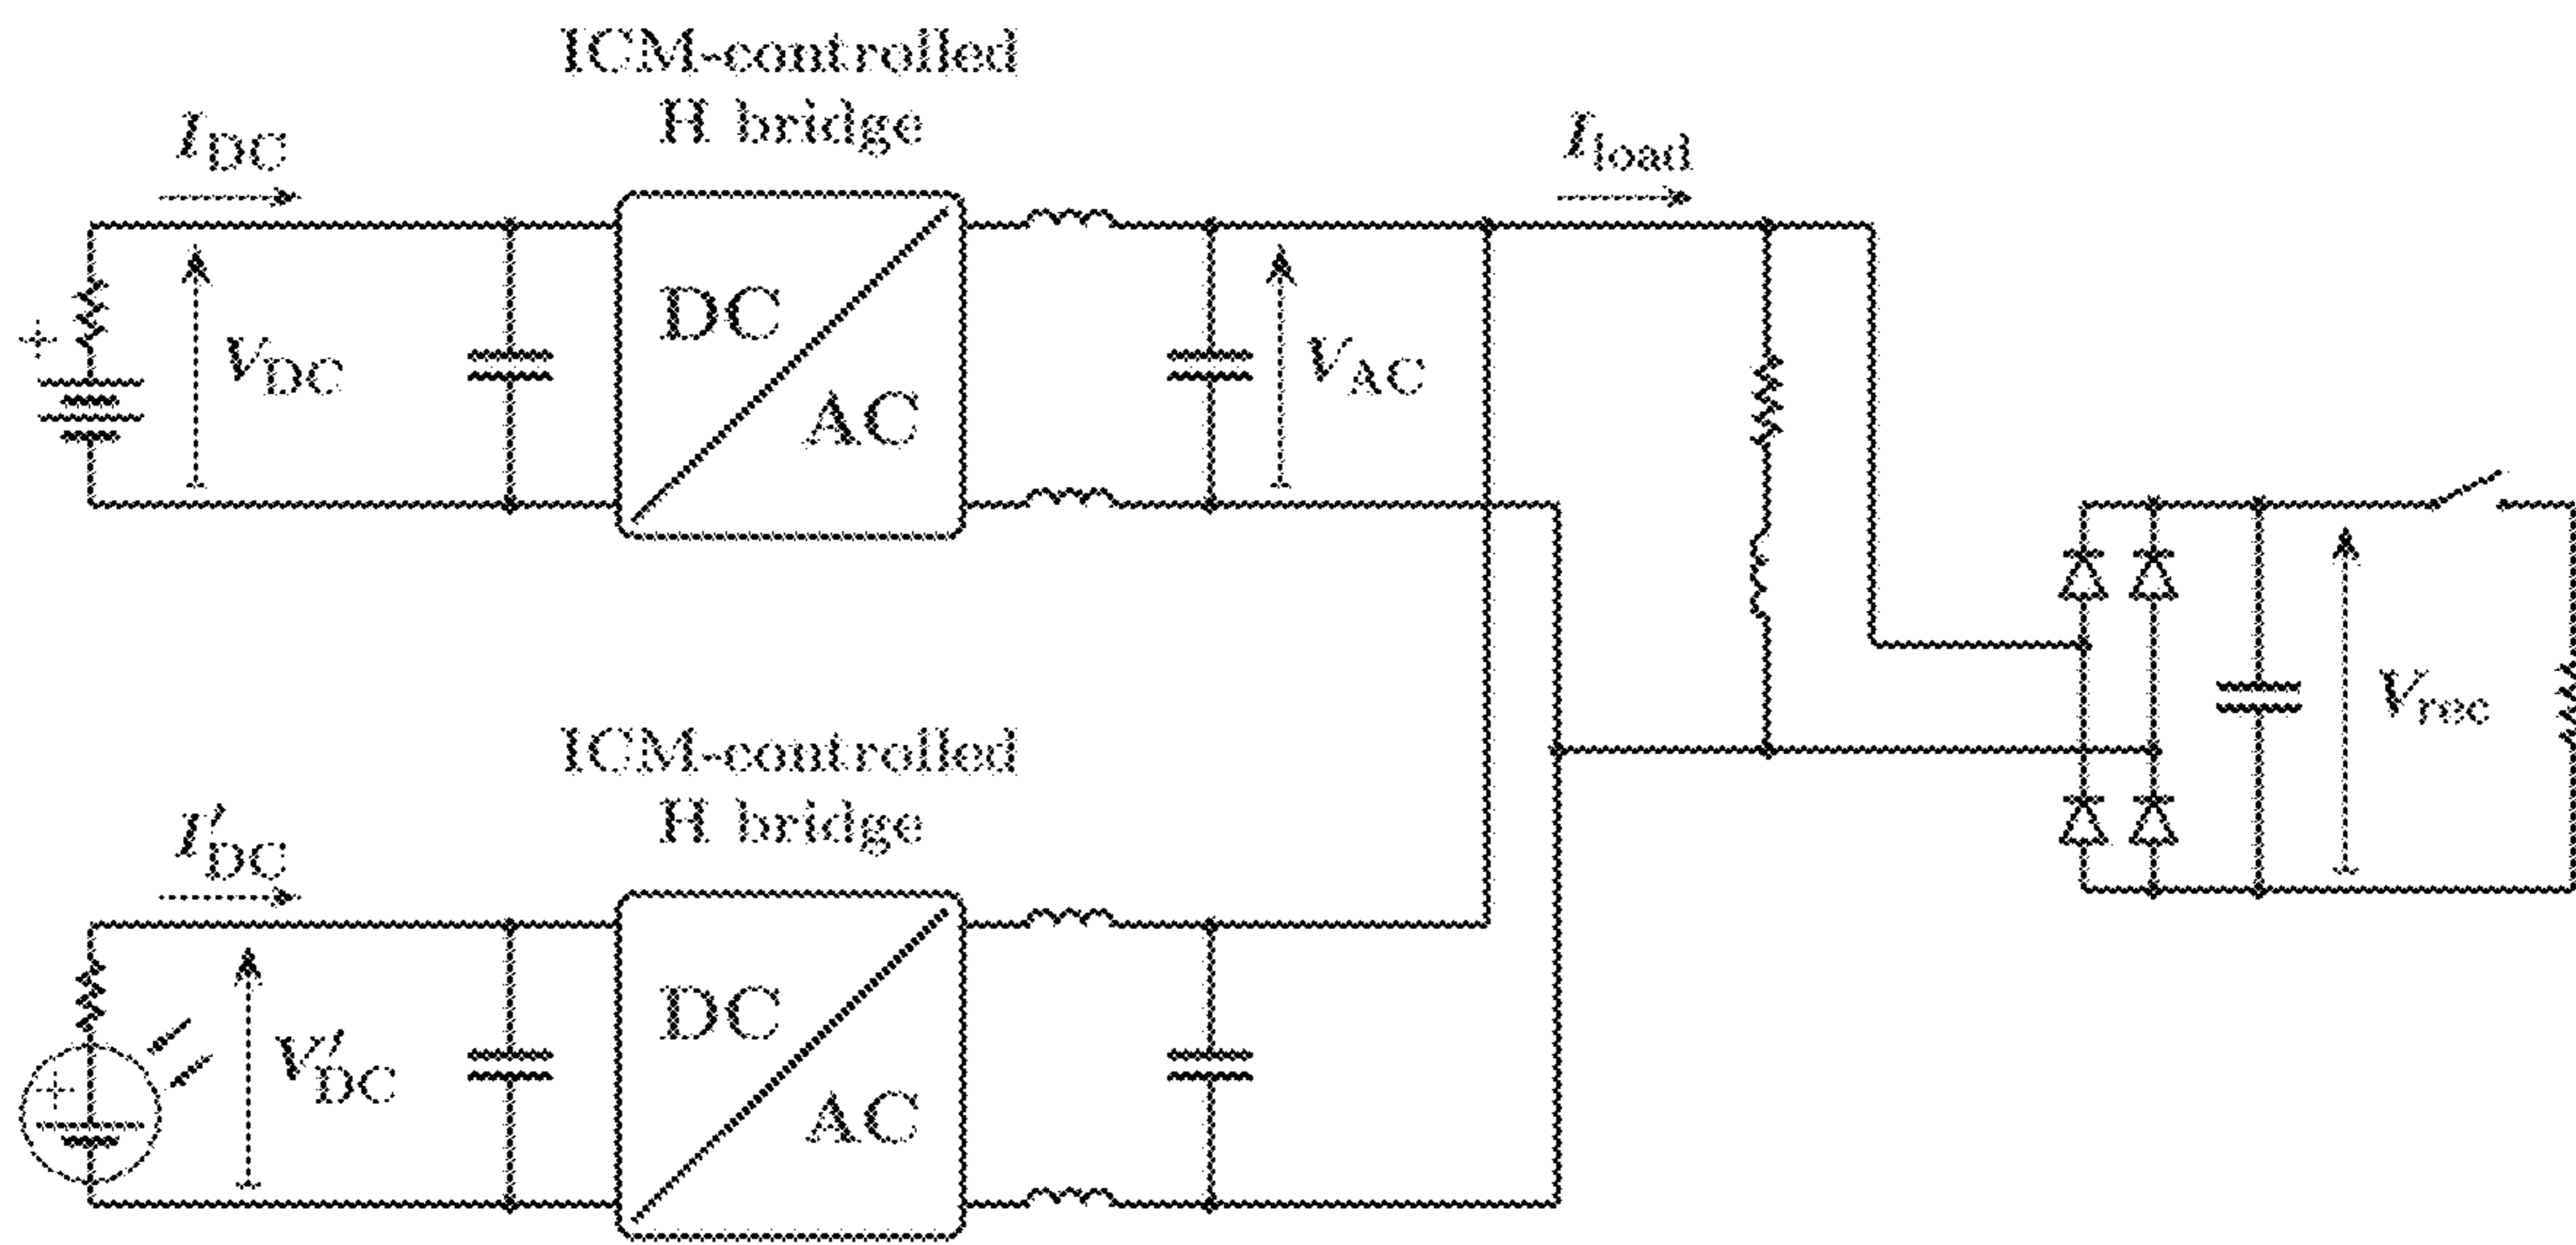 ICM-controlled
H bridge
I_DC
I_load
+
V_DC
DC
AC
V_AC
V_rec
ICM-controlled
H bridge
I'_DC
+
V'_DC
DC
AC